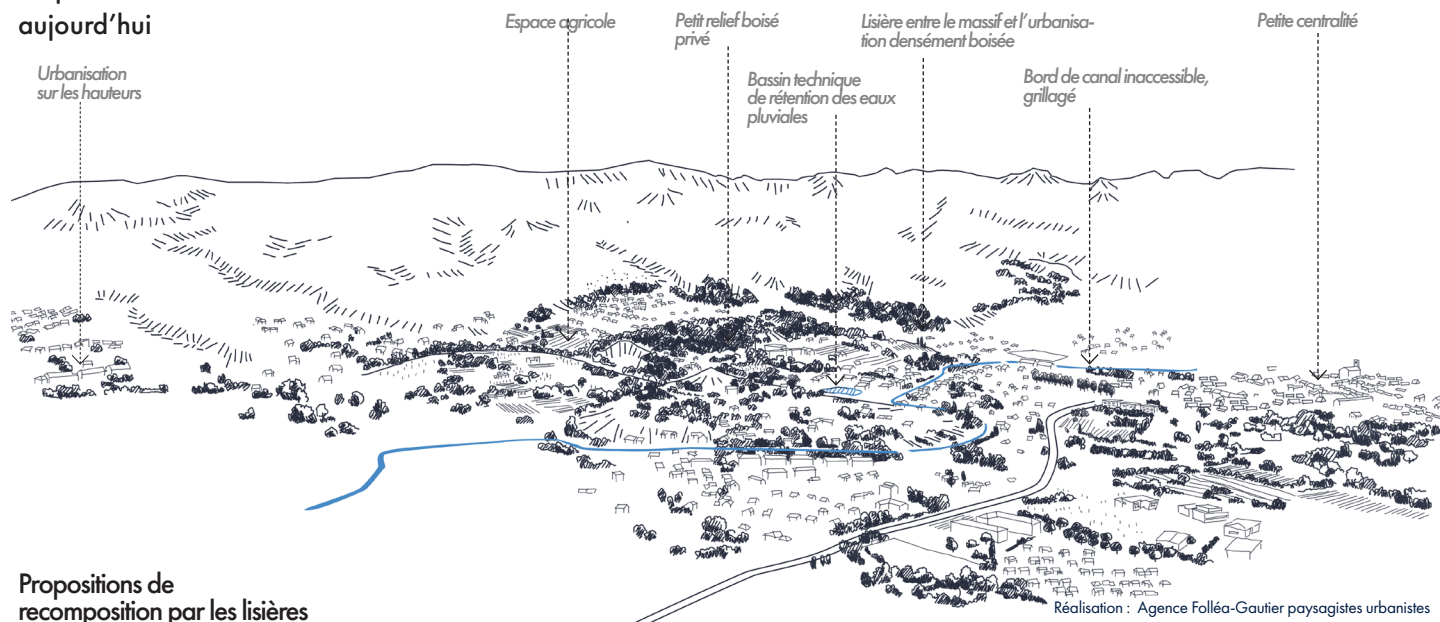 aujourd’hui
Urbanisation
sur les hauteurs
Espace agricole
Petit relief boisé
privé
Bassin technique
de rétention des eaux
pluviales
Lisière entre le massif et l’urbanisa-
tion densément boisée
Bord de canal inaccessible,
grillagé
Petite centralité
Propositions de
recomposition par les lisières
Réalisation : Agence Folléa-Gautier paysagistes urbanistes